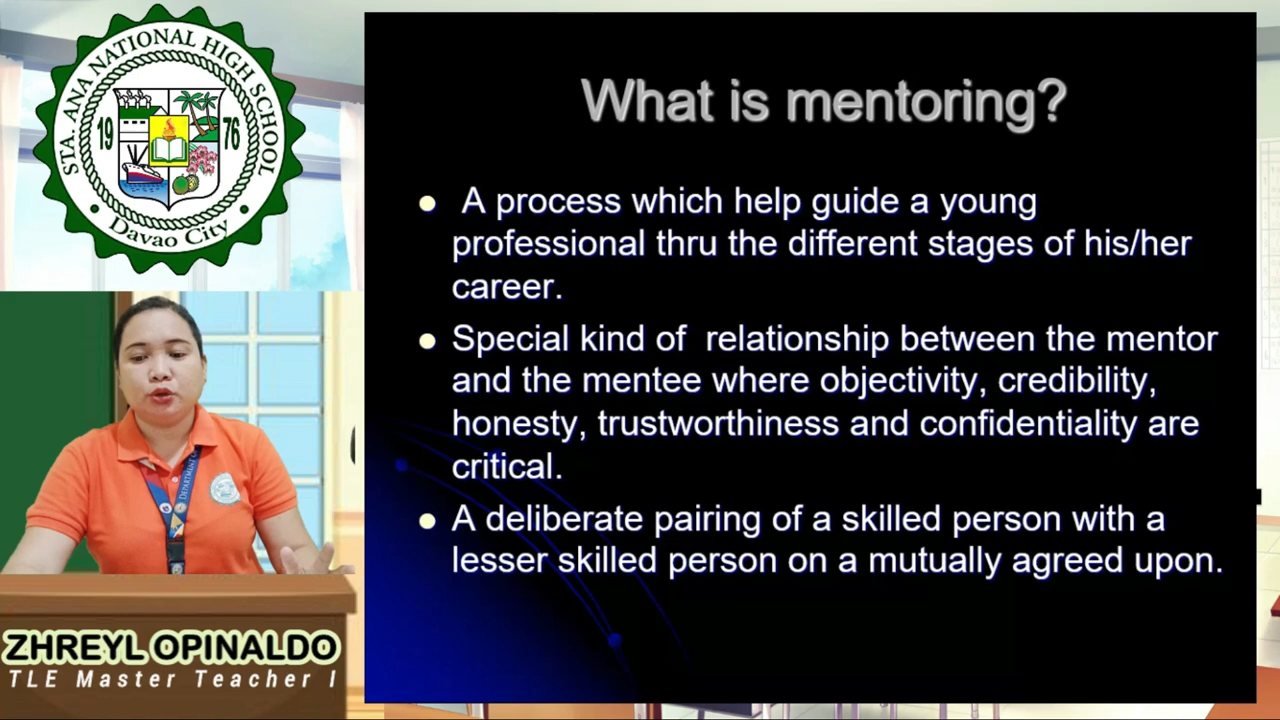 STA. ANA NATIONAL HIGH SCHOOL
19 76
Davao City
What is mentoring?
A process which help guide a young
professional thru the different stages of his/her
career.
Special kind of relationship between the mentor
and the mentee where objectivity, credibility,
honesty, trustworthiness and confidentiality are
critical.
A deliberate pairing of a skilled person with a
lesser skilled person on a mutually agreed upon.
DEPARTMENT
ZHREYL OPINALDO
TLE Master Teacher I